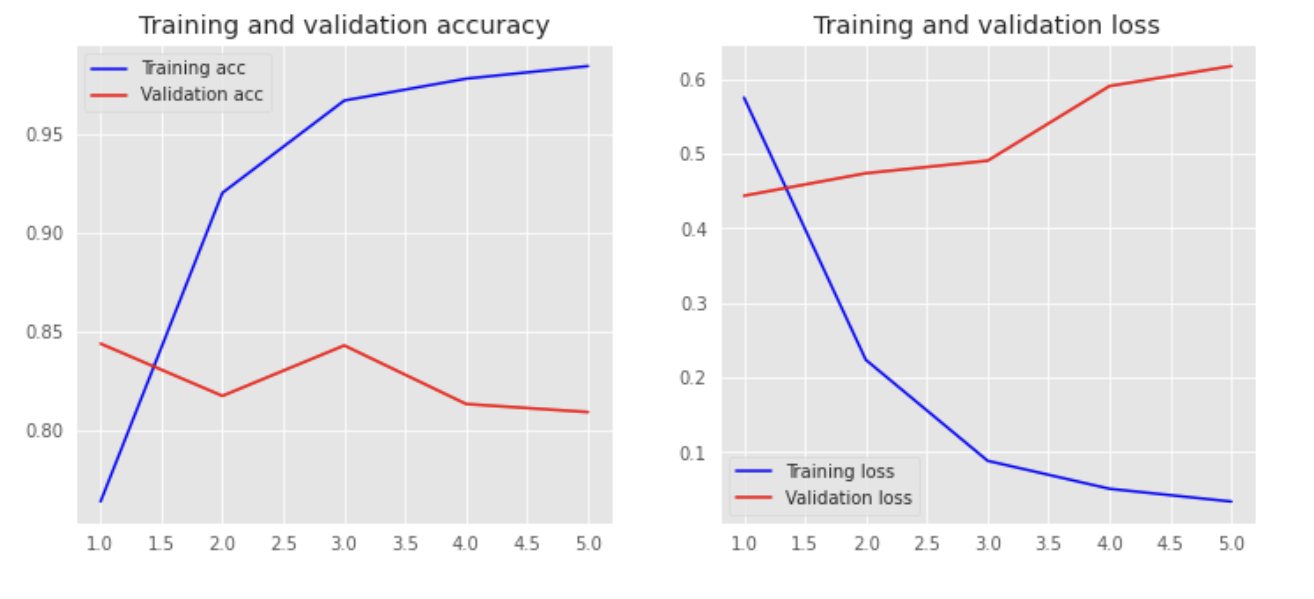 Training and validation accuracy
Training acc
Validation acc
0.95
0.90
0.85
0.80
1.0 1.5 2.0 2.5 3.0 3.5 4.0 4.5 5.0
Training and validation loss
0.6
0.5
0.4
0.3
0.2
0.1
Training loss
Validation loss
1.0 1.5 2.0 2.5 3.0 3.5 4.0 4.5 5.0